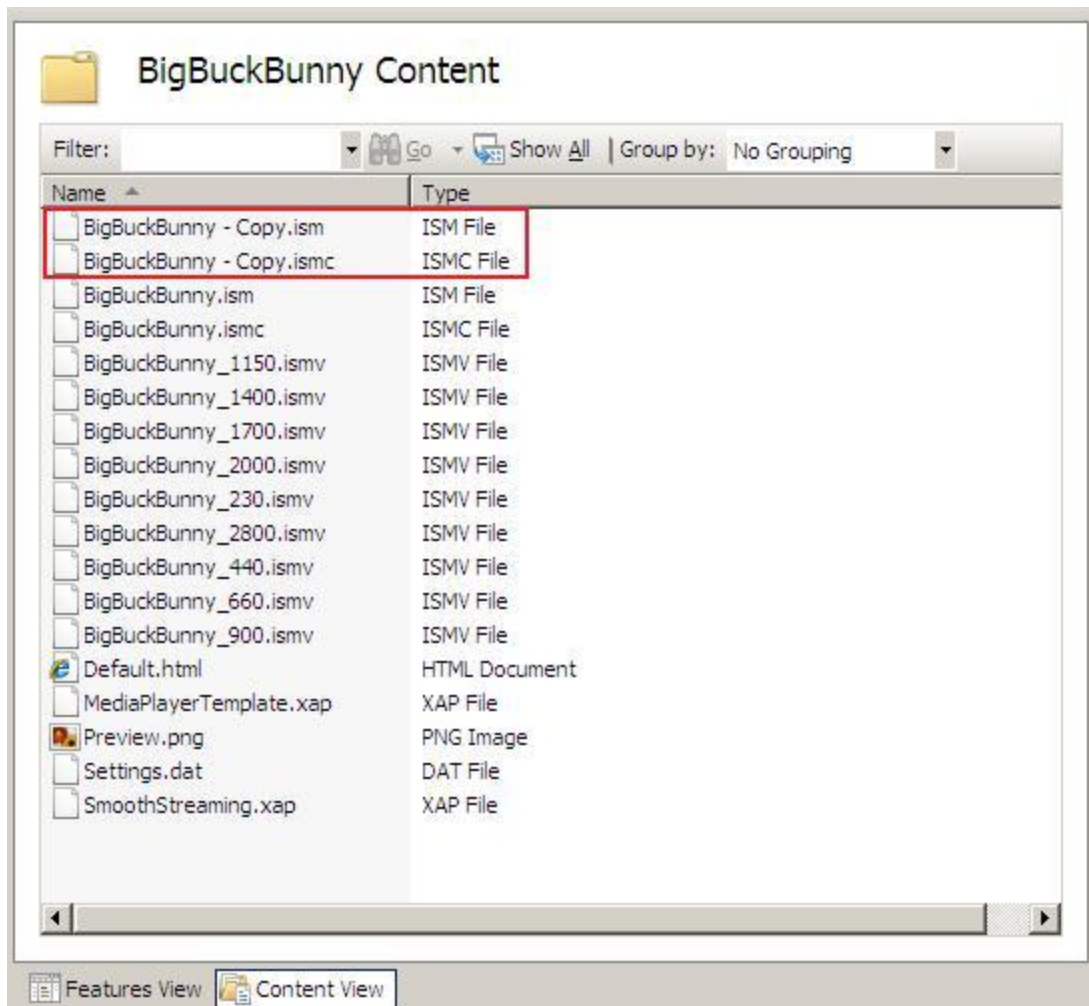 BigBuckBunny Content
Filter: Go Show All | Group by: No Grouping
Name Type
BigBuckBunny - Copy.ism ISM File
BigBuckBunny - Copy.ismc ISMC File
BigBuckBunny.ism ISM File
BigBuckBunny.ismc ISMC File
BigBuckBunny_1150.ismv ISMV File
BigBuckBunny_1400.ismv ISMV File
BigBuckBunny_1700.ismv ISMV File
BigBuckBunny_2000.ismv ISMV File
BigBuckBunny_230.ismv ISMV File
BigBuckBunny_2800.ismv ISMV File
BigBuckBunny_440.ismv ISMV File
BigBuckBunny_660.ismv ISMV File
BigBuckBunny_900.ismv ISMV File
Default.html HTML Document
MediaPlayerTemplate.xap XAP File
Preview.png PNG Image
Settings.dat DAT File
SmoothStreaming.xap XAP File
Features View Content View